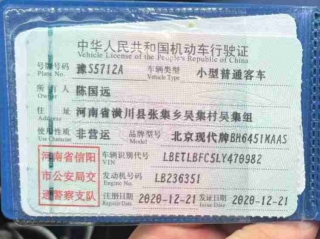 中华人民共和国机动车行驶证
Vehicle License of the People's Republic of China
号牌号码 豫S5712A 车辆类型 小型普通客车
Plate No. Vehicle Type
所有人 陈国远
Owner
住址 河南省潢川县张集乡吴集村吴集组
Address
使用性质 非营运 品牌型号 北京现代牌BH6451MAAS
Use Character Model
河南省信阳
市公安局交
通警察支队
车辆识别代号 LBETLBFC5LY470982
VIN
发动机号码 LB236351
Engine No.
注册日期 2020-12-21 发证日期 2020-12-21
Register Date Issue Date